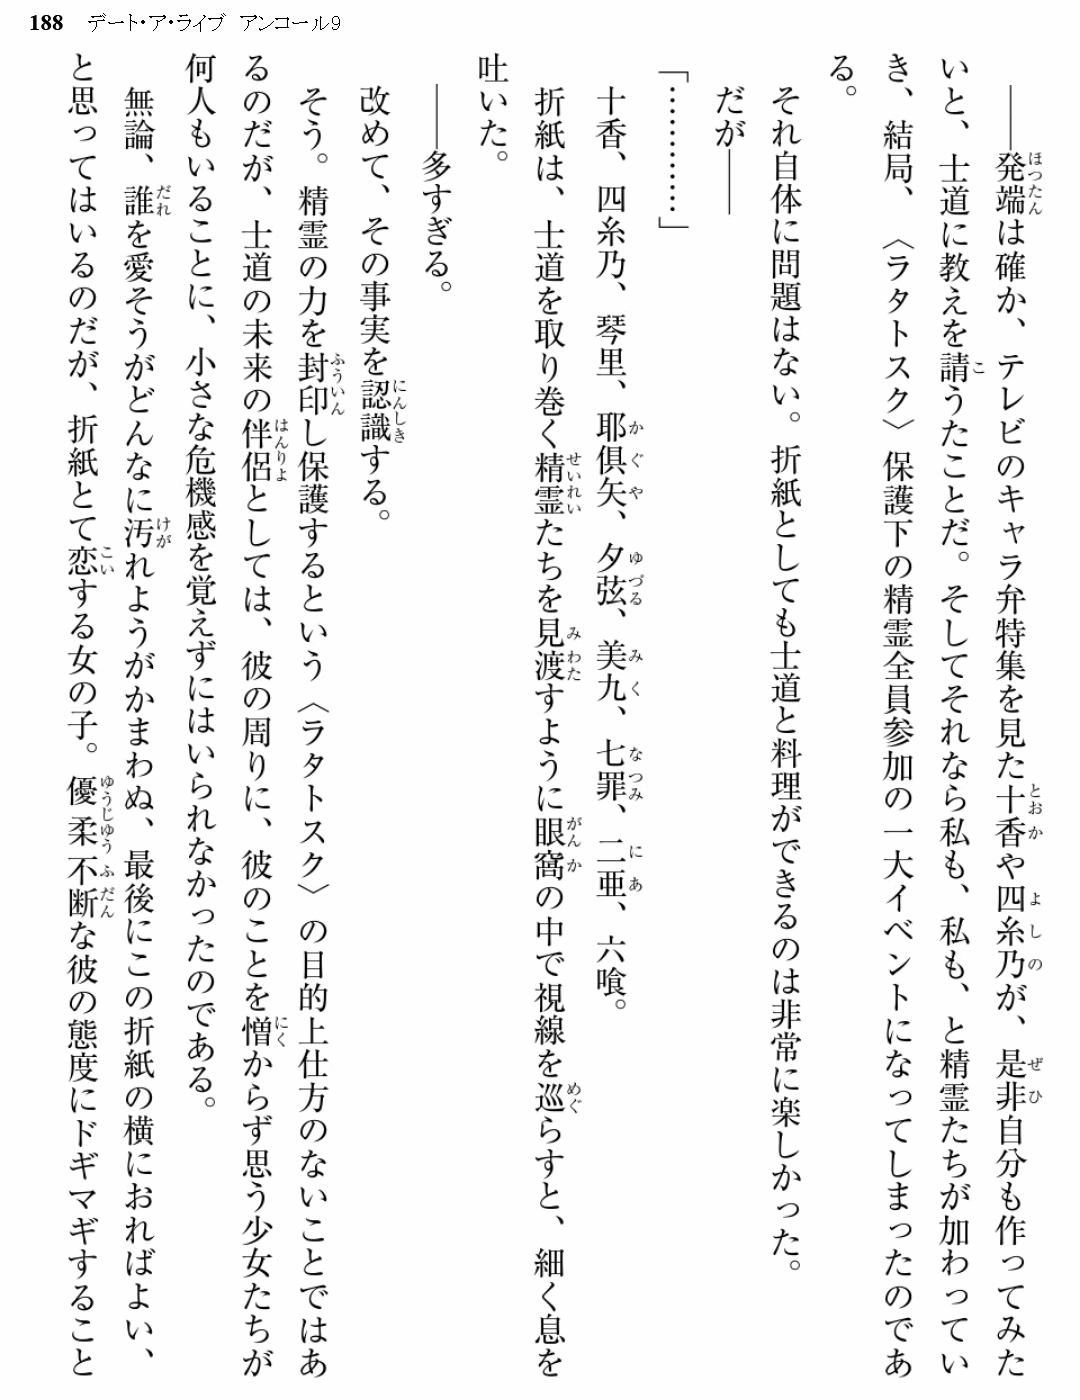 188 デート・ア・ライブ アンコール9
――発端は確か、テレビのキャラ弁特集を見た十香や四糸乃が、是非自分も作ってみた
いと、士道に教えを請うたことだ。そしてそれなら私も、私も、と精霊たちが加わってい
き、結局、〈ラタトスク〉保護下の精霊全員参加の一大イベントになってしまったのであ
る。
それ自体に問題はない。折紙としても士道と料理ができるのは非常に楽しかった。
だが――
「…………」
十香、四糸乃、琴里、耶倶矢、夕弦、美九、七罪、二亜、六喰。
折紙は、士道を取り巻く精霊たちを見渡すように眼窩の中で視線を巡らすと、細く息を
吐いた。
――多すぎる。
改めて、その事実を認識する。
そう。精霊の力を封印し保護するという〈ラタトスク〉の目的上仕方のないことではあ
るのだが、士道の未来の伴侶としては、彼の周りに、彼のことを憎からず思う少女たちが
何人もいることに、小さな危機感を覚えずにはいられなかったのである。
無論、誰を愛そうがどんなに汚れようがかまわぬ、最後にこの折紙の横におればよい、
と思ってはいるのだが、折紙とて恋する女の子。優柔不断な彼の態度にドギマギすること